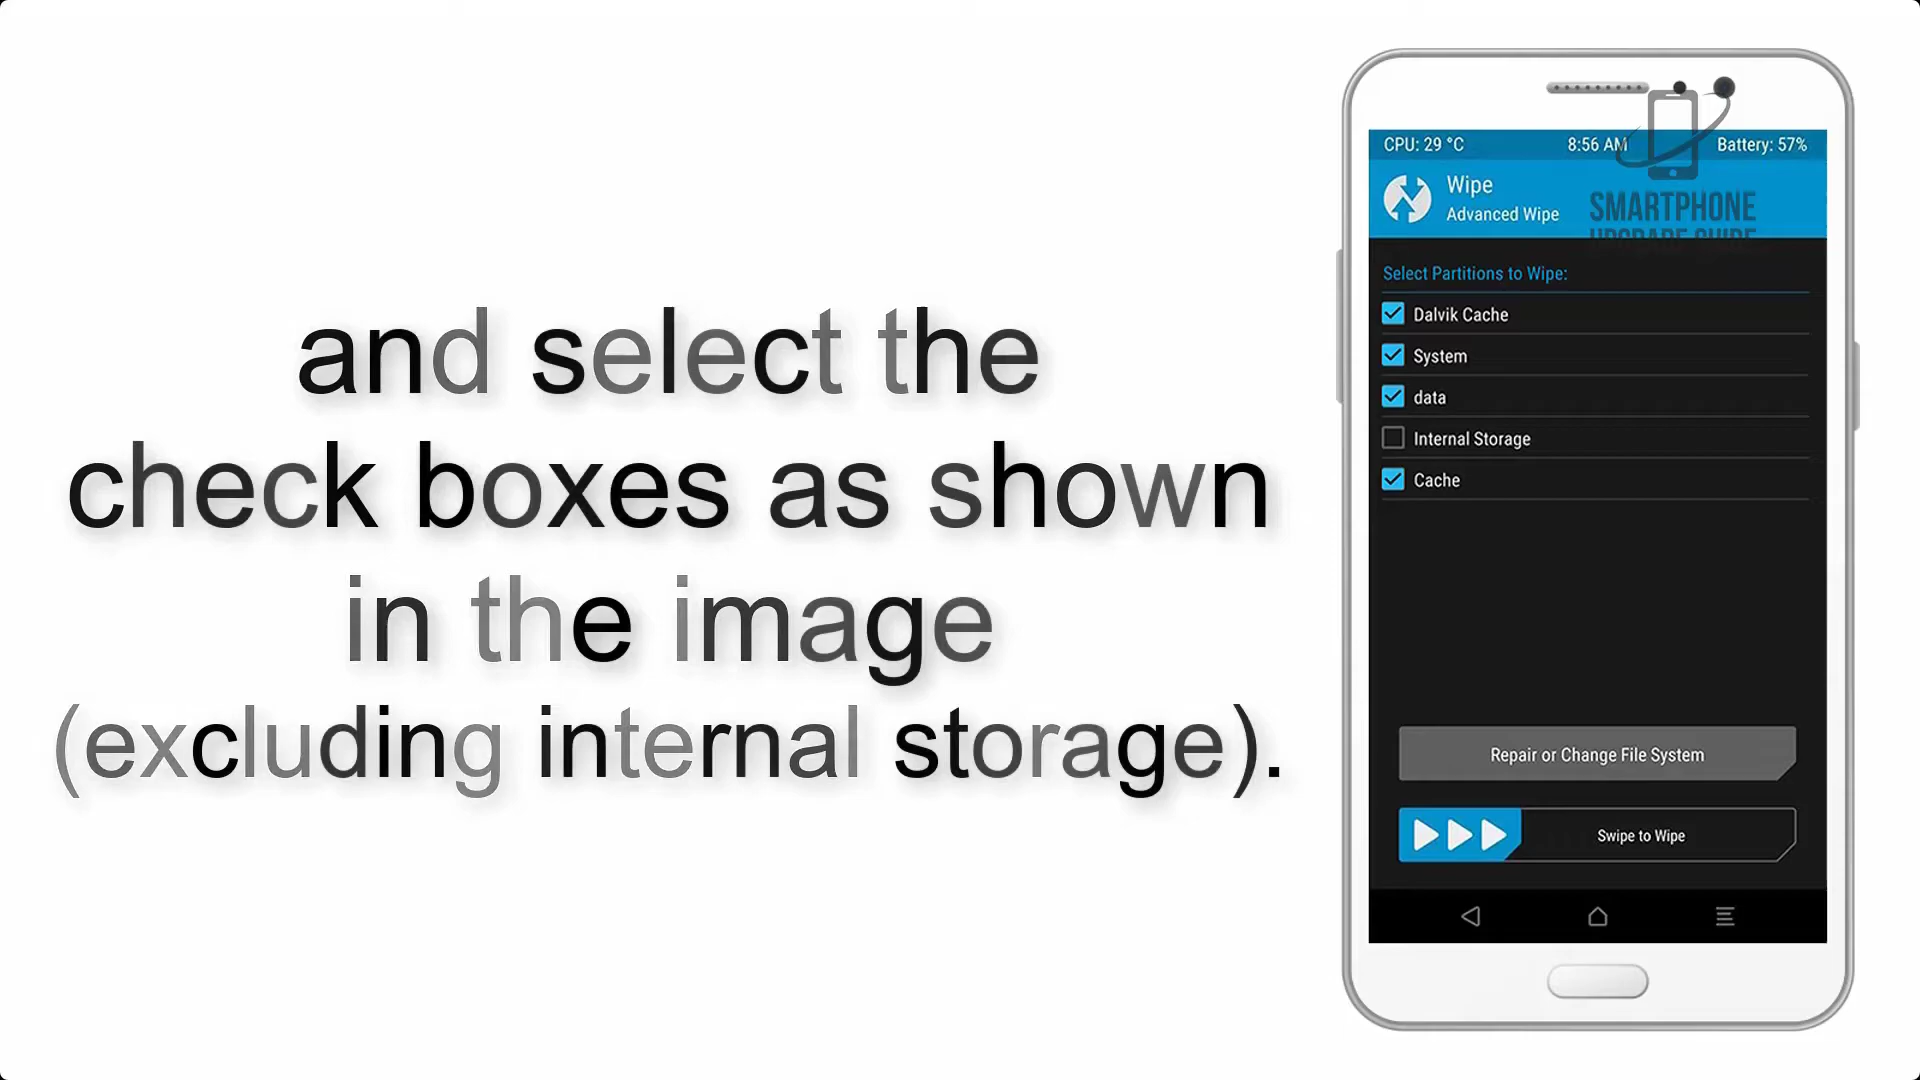 and select the
check boxes as shown
in the image
(excluding internal storage).
CPU: 29 °C 8:56 AM Battery: 57%
Wipe
Advanced Wipe
SMARTPHONE
UPGRADE GUIDE
Select Partitions to Wipe:
Dalvik Cache
System
data
Internal Storage
Cache
Repair or Change File System
Swipe to Wipe